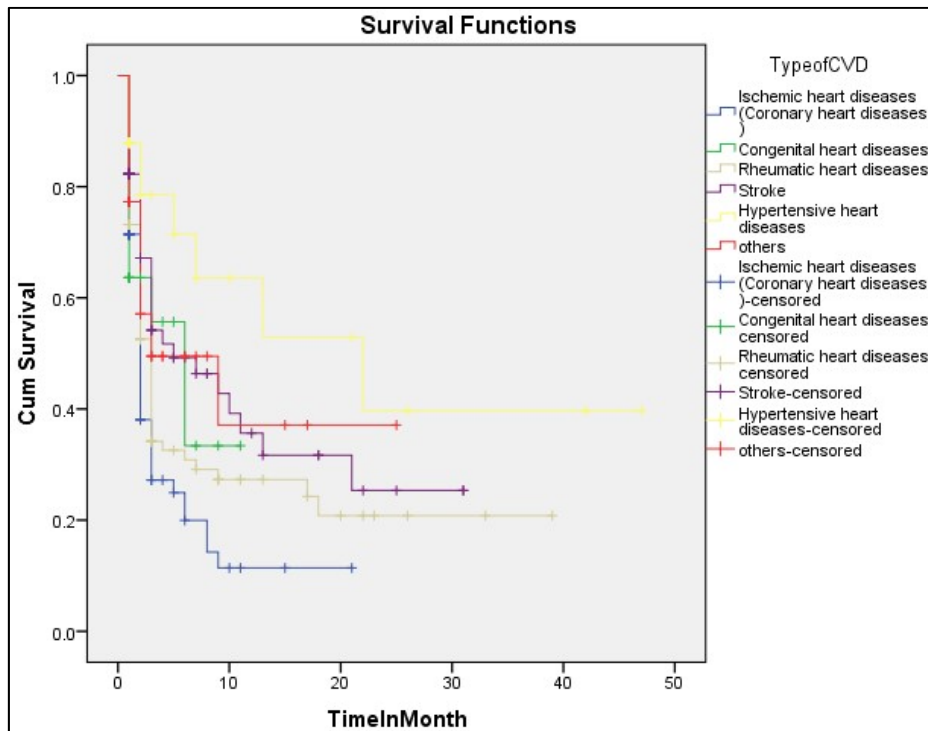 Survival Functions
TypeofCVD
Ischemic heart diseases
(Coronary heart diseases
)
Congenital heart diseases
Rheumatic heart diseases
Stroke
Hypertensive heart
diseases
others
Ischemic heart diseases
(Coronary heart diseases
)-censored
Congenital heart diseases-
censored
Rheumatic heart diseases-
censored
Stroke-censored
Hypertensive heart
diseases-censored
others-censored
Cum Survival
1.0
0.8
0.6
0.4
0.2
0.0
0 10 20 30 40 50
TimeInMonth